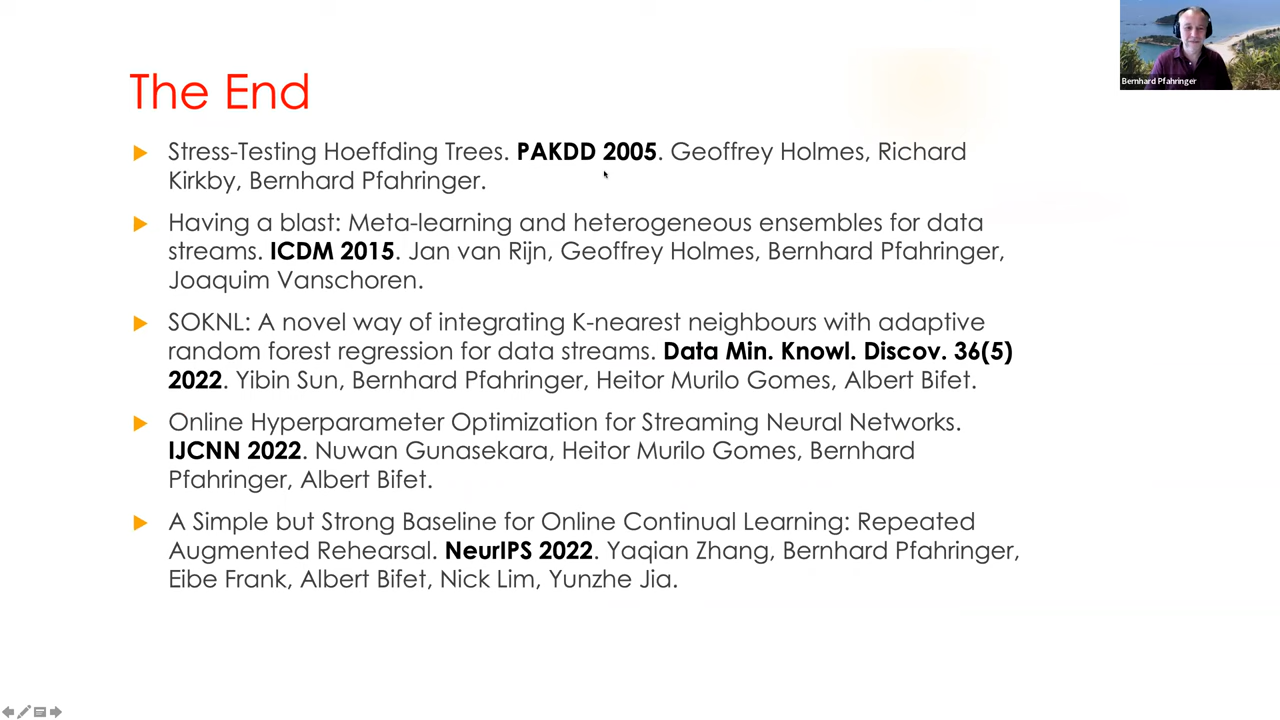 The End
Stress-Testing Hoeffding Trees. PAKDD 2005. Geoffrey Holmes, Richard
Kirkby, Bernhard Pfahringer.
Having a blast: Meta-learning and heterogeneous ensembles for data
streams. ICDM 2015. Jan van Rijn, Geoffrey Holmes, Bernhard Pfahringer,
Joaquim Vanschoren.
SOKNL: A novel way of integrating K-nearest neighbours with adaptive
random forest regression for data streams. Data Min. Knowl. Discov. 36(5)
2022. Yibin Sun, Bernhard Pfahringer, Heitor Murilo Gomes, Albert Bifet.
Online Hyperparameter Optimization for Streaming Neural Networks.
IJCNN 2022. Nuwan Gunasekara, Heitor Murilo Gomes, Bernhard
Pfahringer, Albert Bifet.
A Simple but Strong Baseline for Online Continual Learning: Repeated
Augmented Rehearsal. NeurIPS 2022. Yaqian Zhang, Bernhard Pfahringer,
Eibe Frank, Albert Bifet, Nick Lim, Yunzhe Jia.
Bernhard Pfahringer